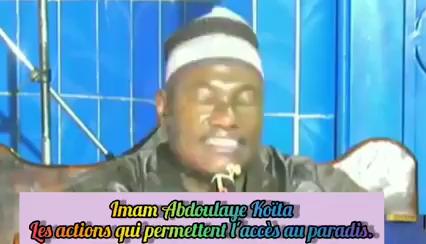 Imam Abdoulaye Koïta
Les actions qui permettent l'accès au paradis.